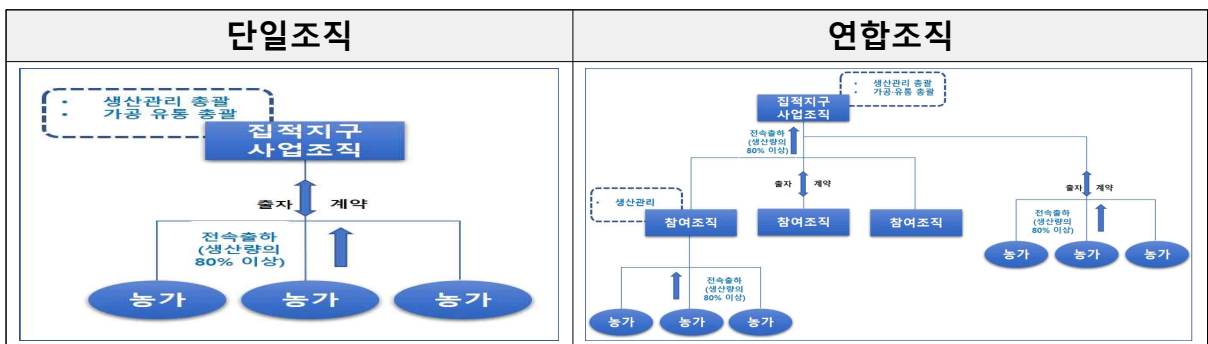 단일조직
연합조직
• 생산관리 총괄
• 가공 유통 총괄
집적지구
사업조직
출자 계약
전속출하
(생산량의
80% 이상)
농가 농가 농가
• 생산관리 총괄
• 가공·유통 총괄
집적지구
사업조직
전속출하
(생산량의
80% 이상)
출자 계약
출자 계약
• 생산관리
참여조직 참여조직 참여조직
전속출하
(생산량의
80% 이상)
농가 농가 농가
전속출하
(생산량의
80% 이상)
농가 농가 농가